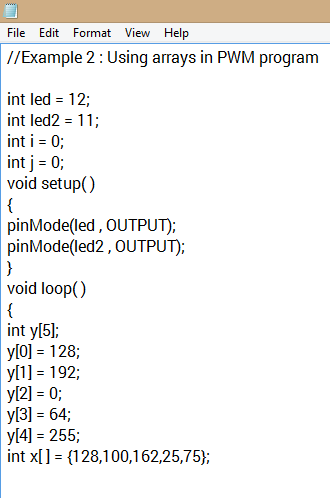 File Edit Format View Help
//Example 2 : Using arrays in PWM program
int led = 12;
int led2 = 11;
int i = 0;
int j = 0;
void setup( )
{
pinMode(led , OUTPUT);
pinMode(led2 , OUTPUT);
}
void loop( )
{
int y[5];
y[0] = 128;
y[1] = 192;
y[2] = 0;
y[3] = 64;
y[4] = 255;
int x[ ] = {128,100,162,25,75};